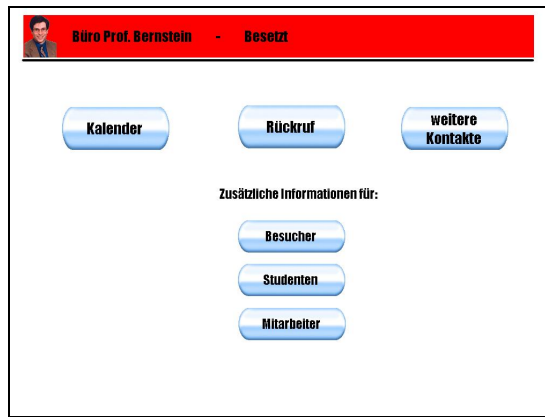 Büro Prof. Bernstein - Besetzt
Kalender
Rückruf
weitere
Kontakte
Zusätzliche Informationen für:
Besucher
Studenten
Mitarbeiter